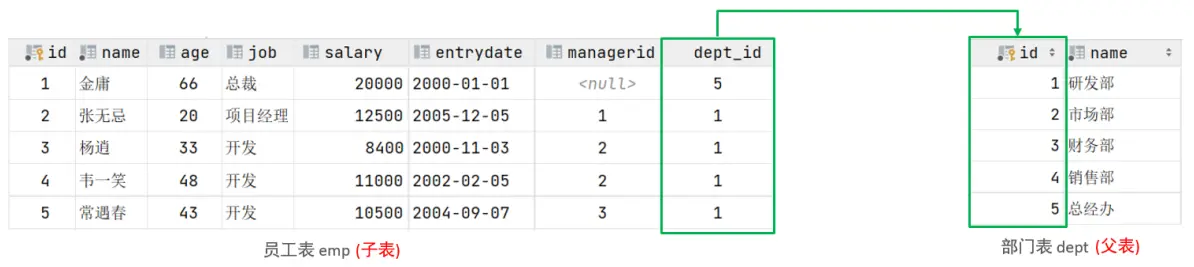 id name age job salary entrydate managerid dept_id
1 金庸 66 总裁 20000 2000-01-01 <null> 5
2 张无忌 20 项目经理 12500 2005-12-05 1 1
3 杨逍 33 开发 8400 2000-11-03 2 1
4 韦一笑 48 开发 11000 2002-02-05 2 1
5 常遇春 43 开发 10500 2004-09-07 3 1
员工表 emp (子表)
id name
1 研发部
2 市场部
3 财务部
4 销售部
5 总经办
部门表 dept (父表)